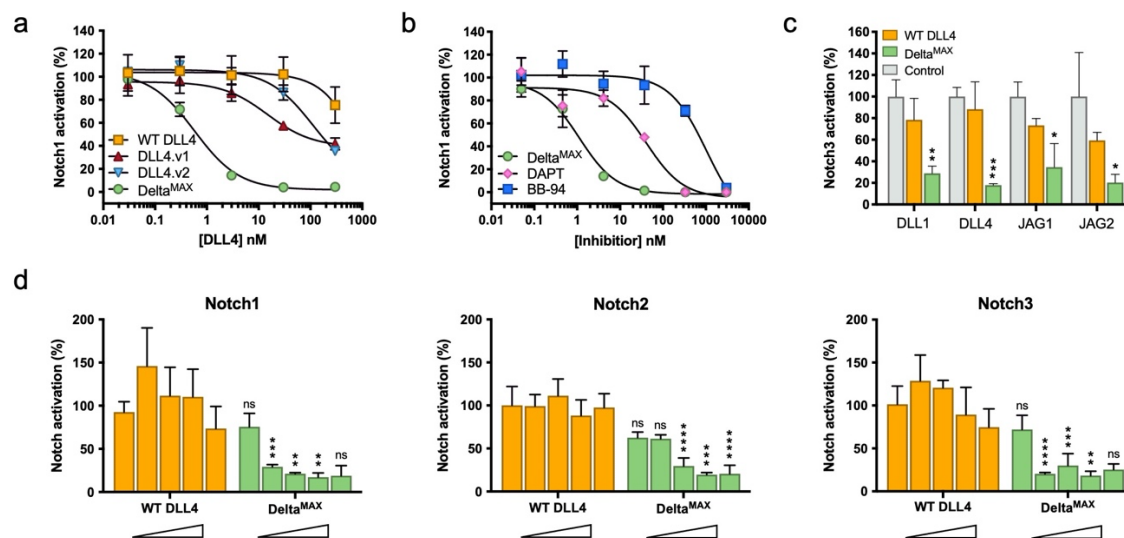 a
Notch1 activation (%)
140
120
100
80
60
40
20
0
WT DLL4
DLL4.v1
DLL4.v2
Delta^MAX
0.01 0.1 1 10 100 1000
[DLL4] nM
b
Notch1 activation (%)
140
120
100
80
60
40
20
0
Delta^MAX
DAPT
BB-94
0.01 0.1 1 10 100 1000 10000
[Inhibitior] nM
c
WT DLL4
Delta^MAX
Control
Notch3 activation (%)
160
140
120
100
80
60
40
20
0
** *** * *
DLL1 DLL4 JAG1 JAG2
d
Notch1
Notch activation (%)
200
150
100
50
0
ns *** ** ** ns
WT DLL4 Delta^MAX
Notch2
Notch activation (%)
200
150
100
50
0
ns ns **** *** ****
WT DLL4 Delta^MAX
Notch3
Notch activation (%)
200
150
100
50
0
ns **** *** ** ns
WT DLL4 Delta^MAX